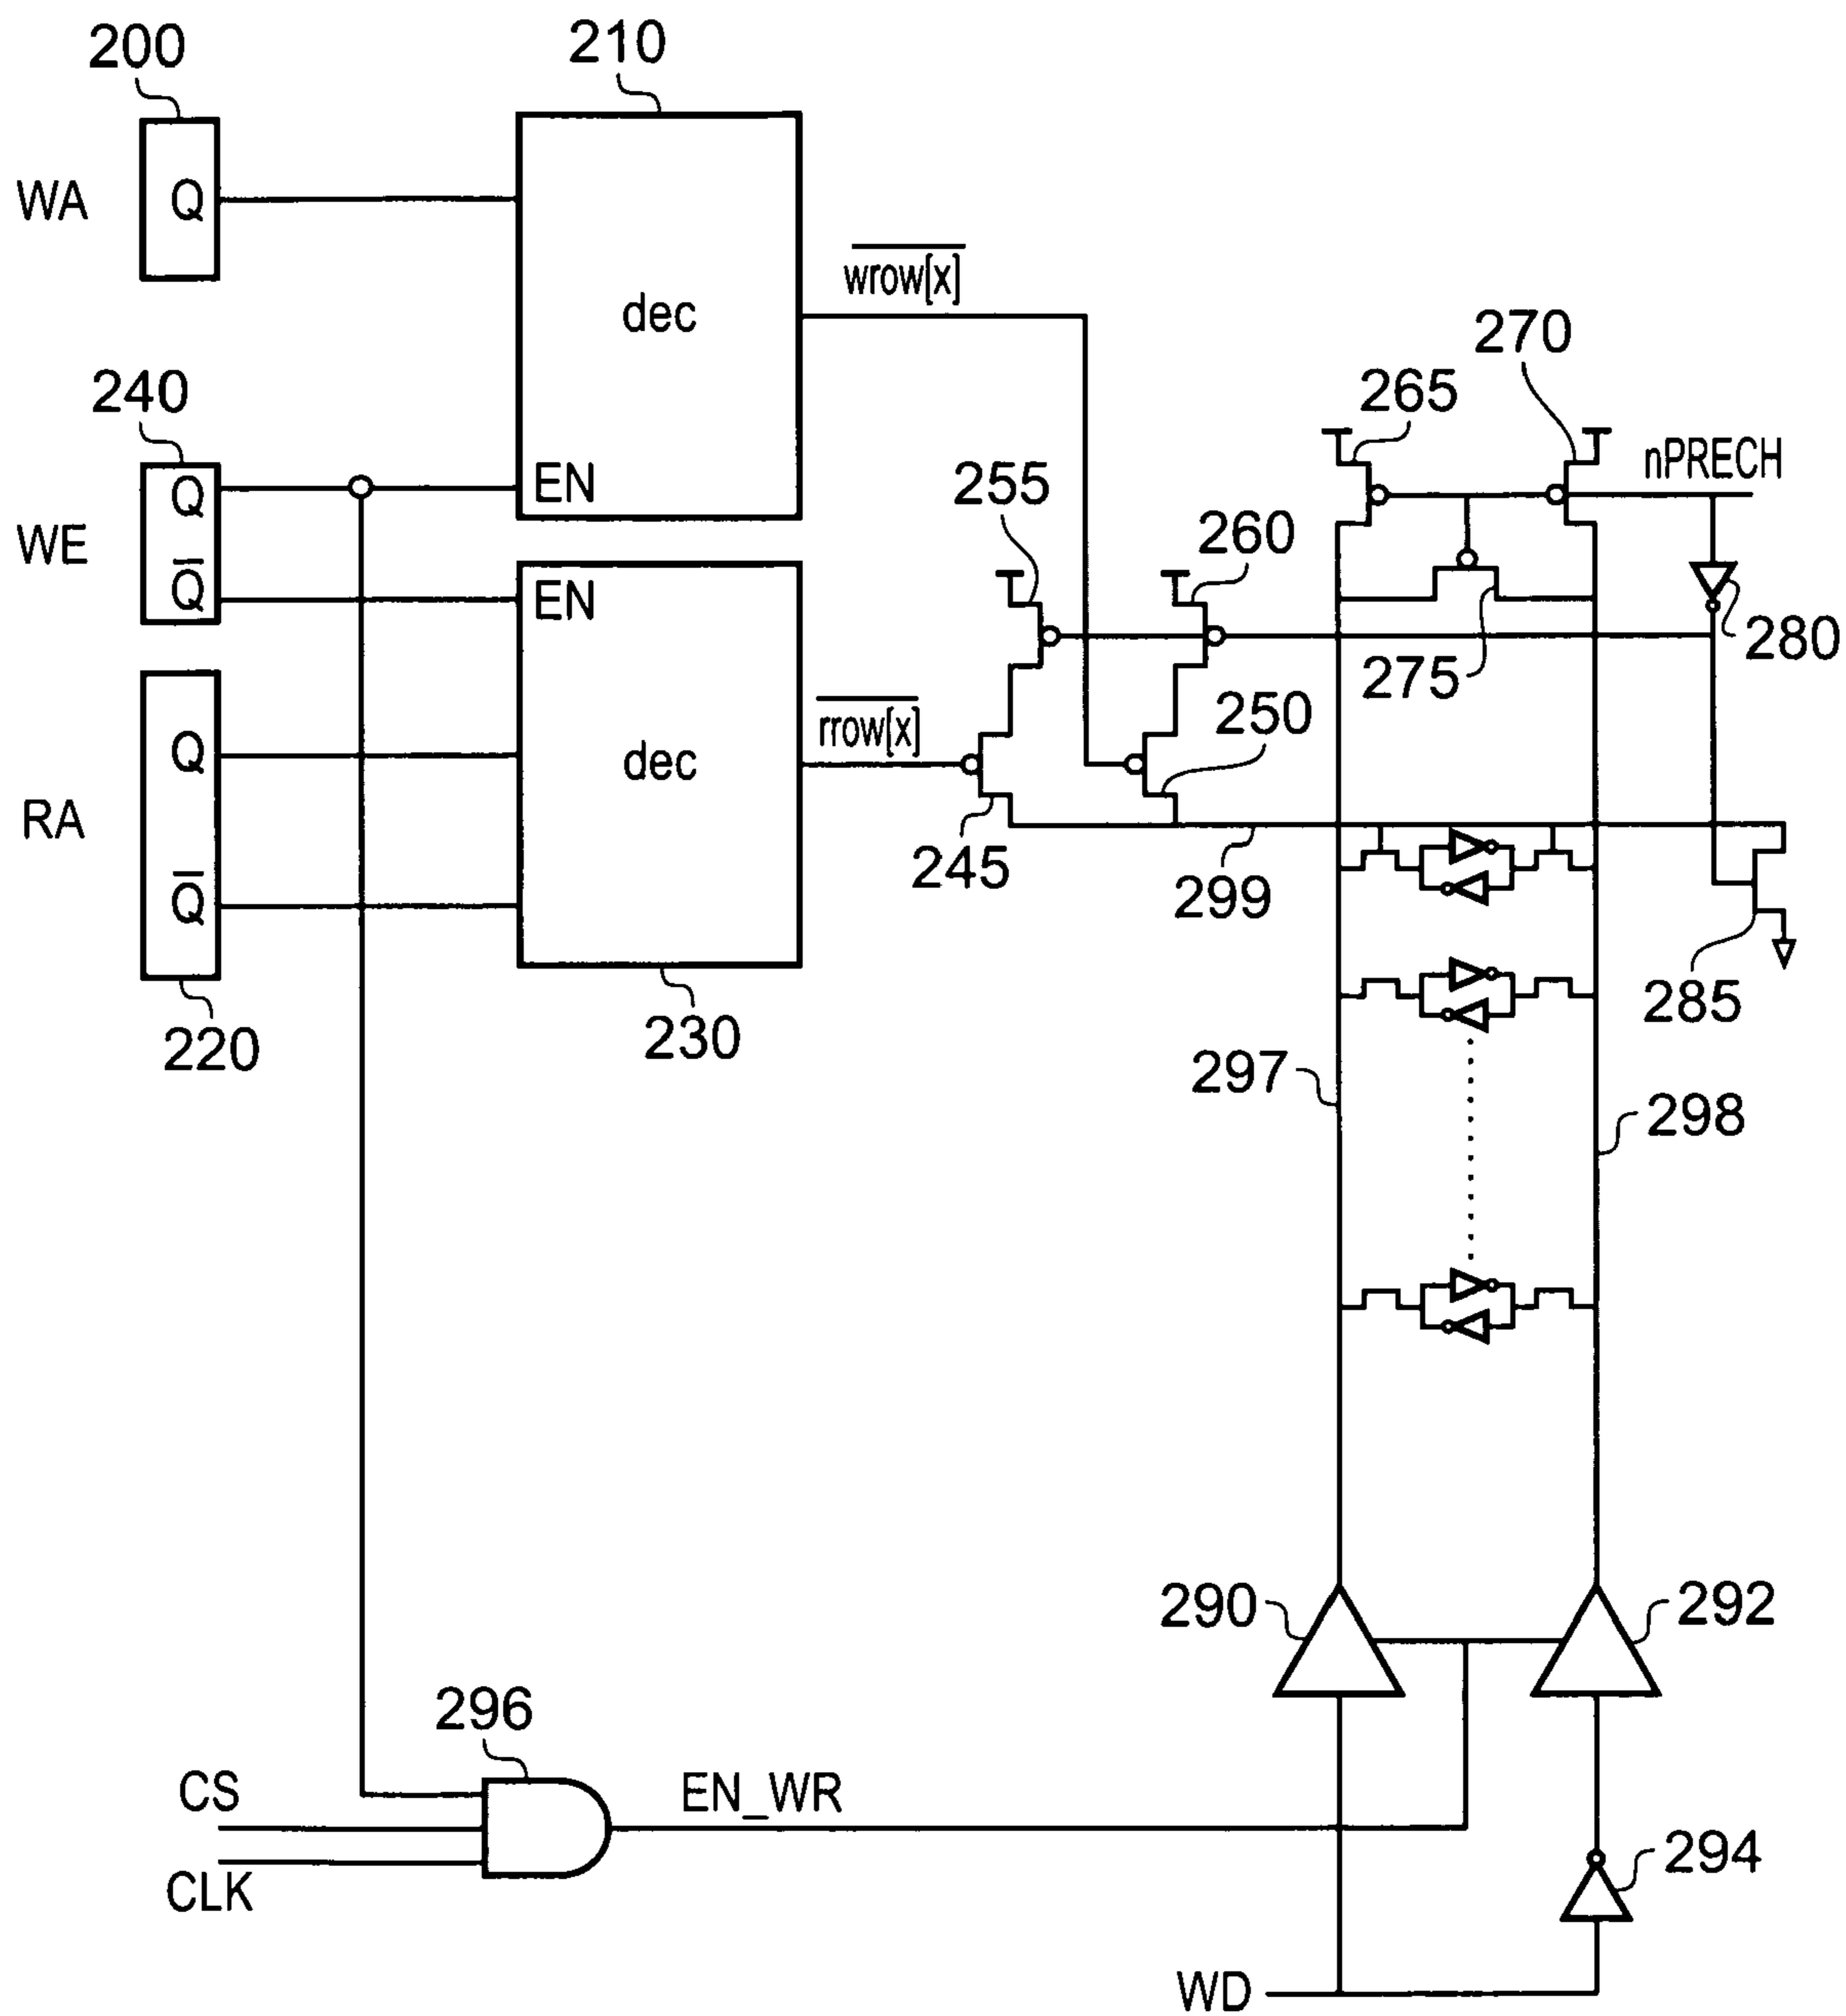 200
210
WA
Q
dec
wrow[x]
240
WE
Q
Q̅
EN
265
270
nPRECH
255
260
280
275
EN
RA
Q
Q̅
dec
rrow[x]
250
245
299
285
220
230
297
298
290
292
296
CS
CLK
EN_WR
294
WD